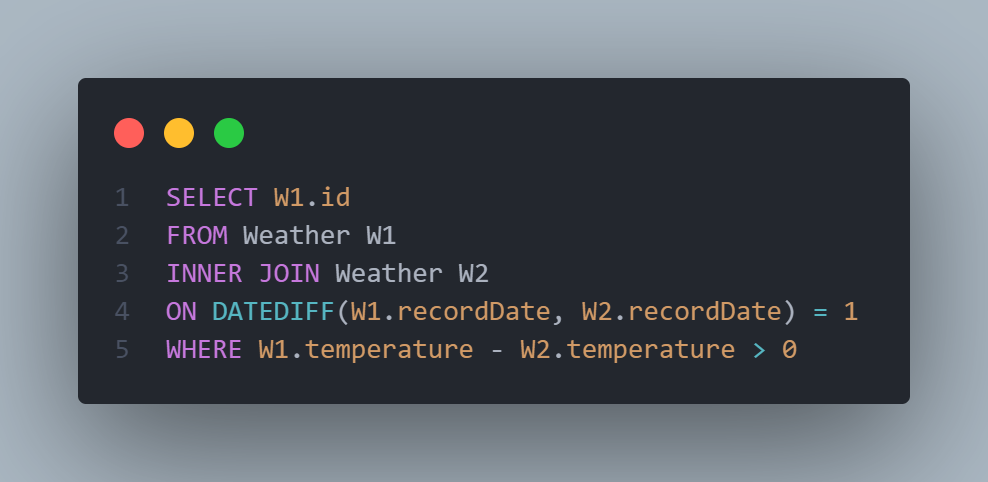 1 SELECT W1.id
2 FROM Weather W1
3 INNER JOIN Weather W2
4 ON DATEDIFF(W1.recordDate, W2.recordDate) = 1
5 WHERE W1.temperature - W2.temperature > 0